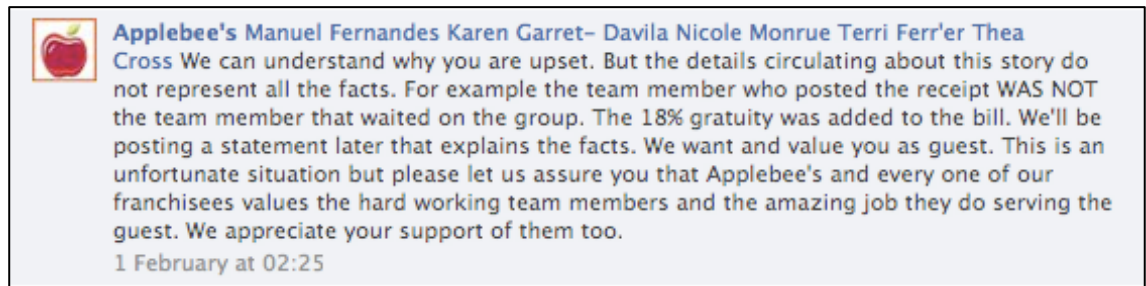 Applebee's Manuel Fernandes Karen Garret– Davila Nicole Monrue Terri Ferr'er Thea
Cross We can understand why you are upset. But the details circulating about this story do
not represent all the facts. For example the team member who posted the receipt WAS NOT
the team member that waited on the group. The 18% gratuity was added to the bill. We'll be
posting a statement later that explains the facts. We want and value you as guest. This is an
unfortunate situation but please let us assure you that Applebee's and every one of our
franchisees values the hard working team members and the amazing job they do serving the
guest. We appreciate your support of them too.
1 February at 02:25